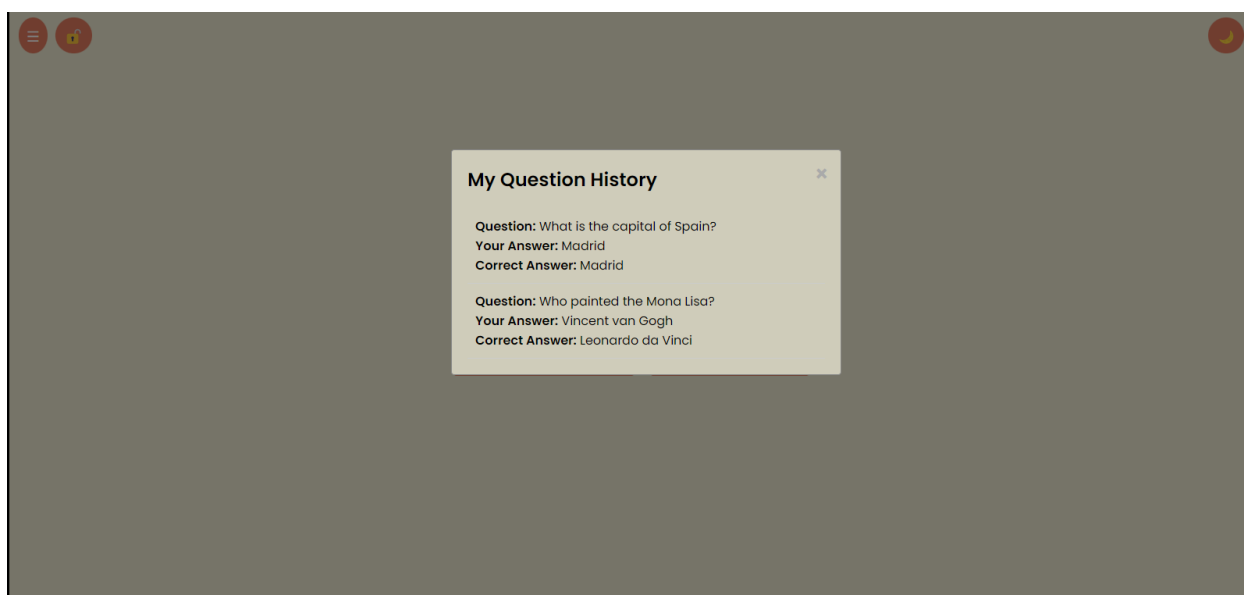 My Question History
Question: What is the capital of Spain?
Your Answer: Madrid
Correct Answer: Madrid
Question: Who painted the Mona Lisa?
Your Answer: Vincent van Gogh
Correct Answer: Leonardo da Vinci